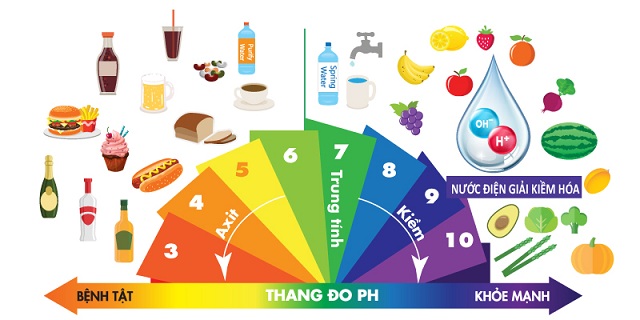 Purify
Water
Spring
Water
OH⁻
H⁺
NƯỚC ĐIỆN GIẢI KIỀM HÓA
3
4
5
6
7
8
9
10
Axit
Trung tính
Kiềm
BỆNH TẬT
THANG ĐO PH
KHỎE MẠNH